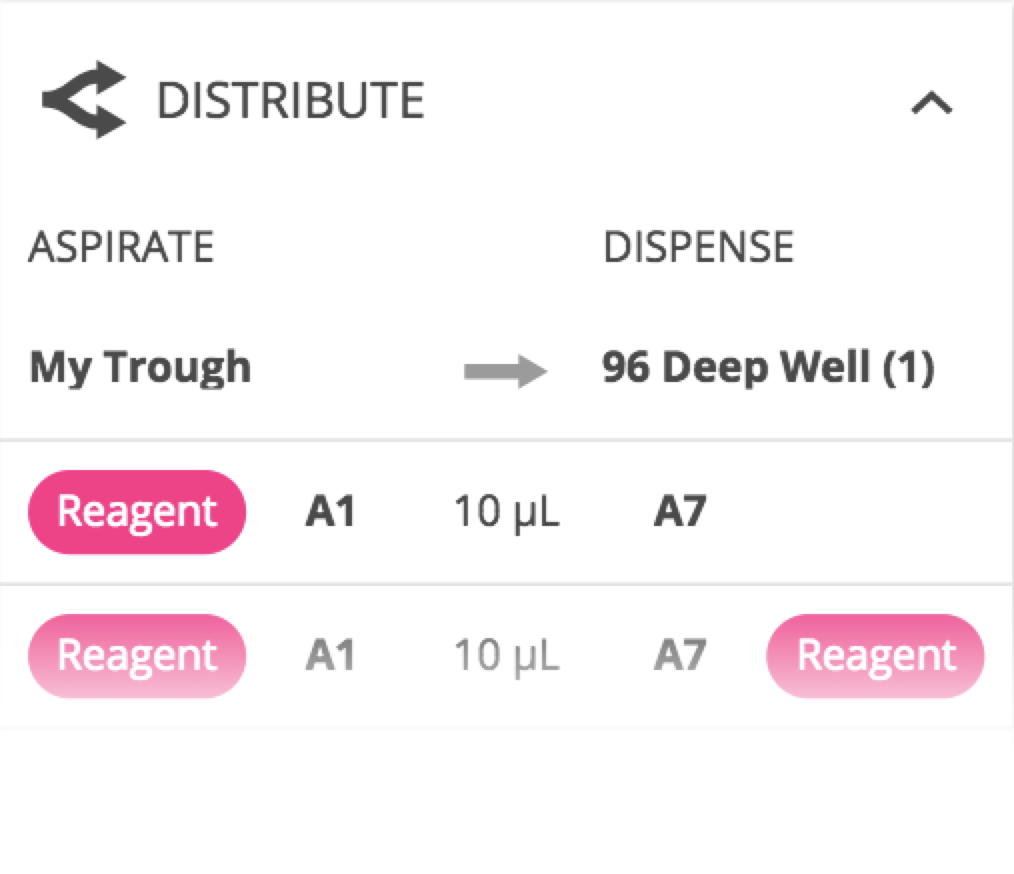 DISTRIBUTE
ASPIRATE DISPENSE
My Trough 96 Deep Well (1)
Reagent A1 10 µL A7
Reagent A1 10 µL A7 Reagent